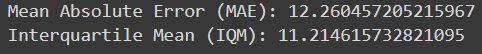 Mean Absolute Error (MAE): 12.260457205215967
Interquartile Mean (IQM): 11.214615732821095